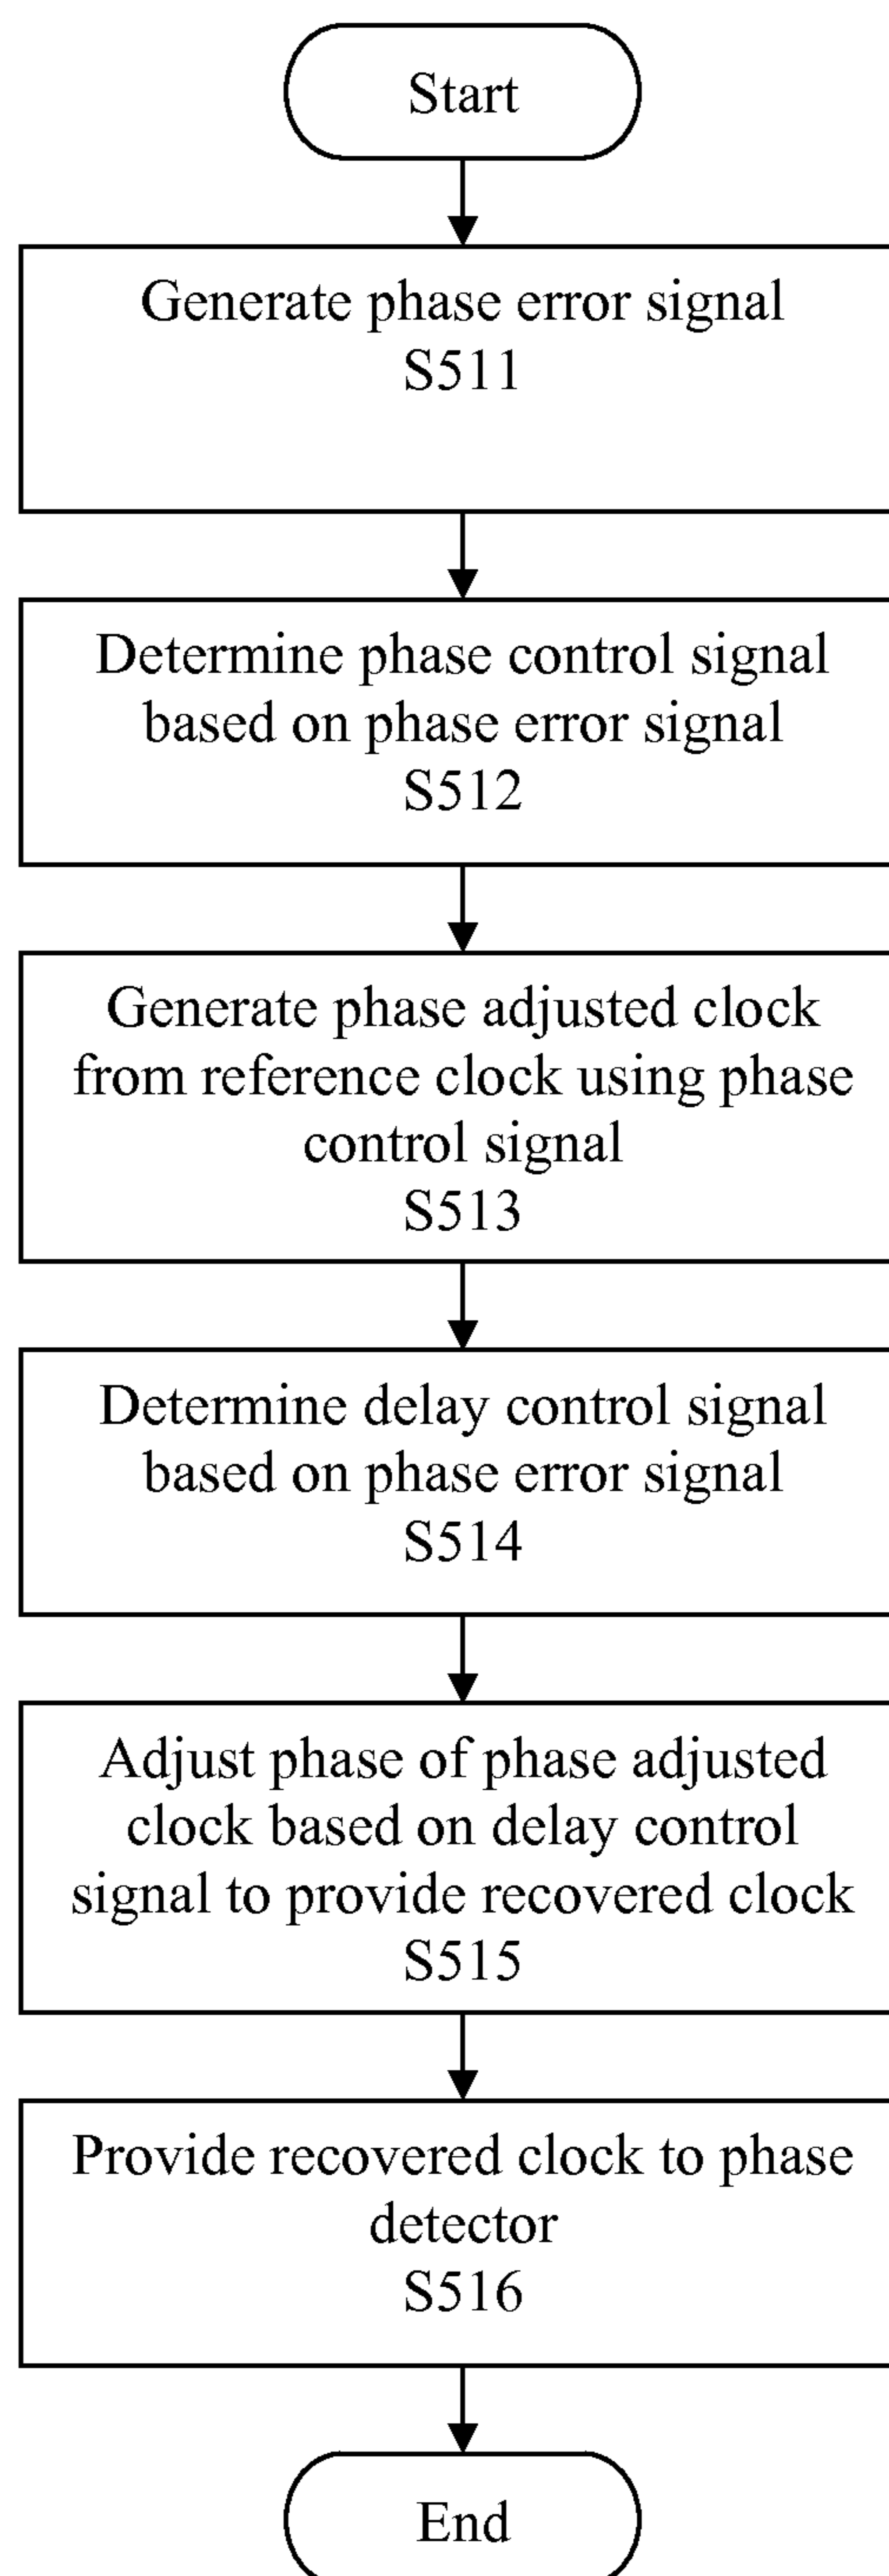 Start
Generate phase error signal
S511
Determine phase control signal
based on phase error signal
S512
Generate phase adjusted clock
from reference clock using phase
control signal
S513
Determine delay control signal
based on phase error signal
S514
Adjust phase of phase adjusted
clock based on delay control
signal to provide recovered clock
S515
Provide recovered clock to phase
detector
S516
End